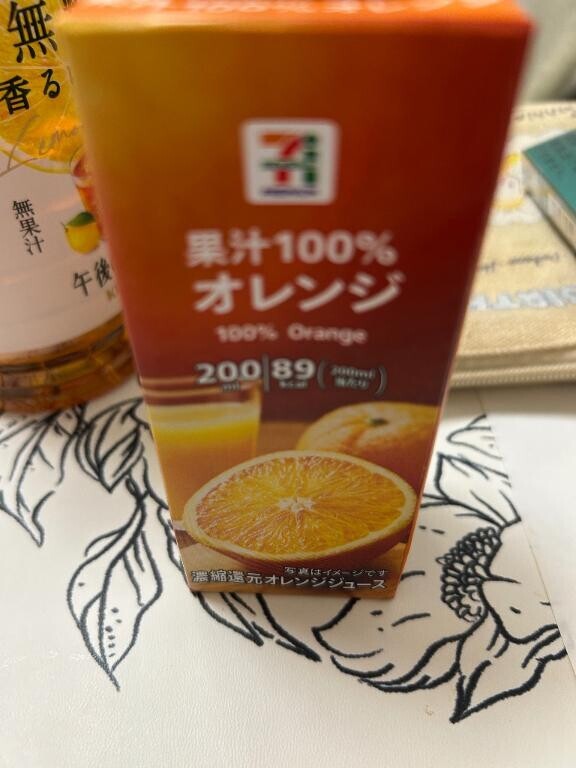 無
香る
無果汁
午後
果汁100%
オレンジ
100% Orange
200ml 89kcal (200ml当たり)
写真はイメージです
濃縮還元オレンジジュース